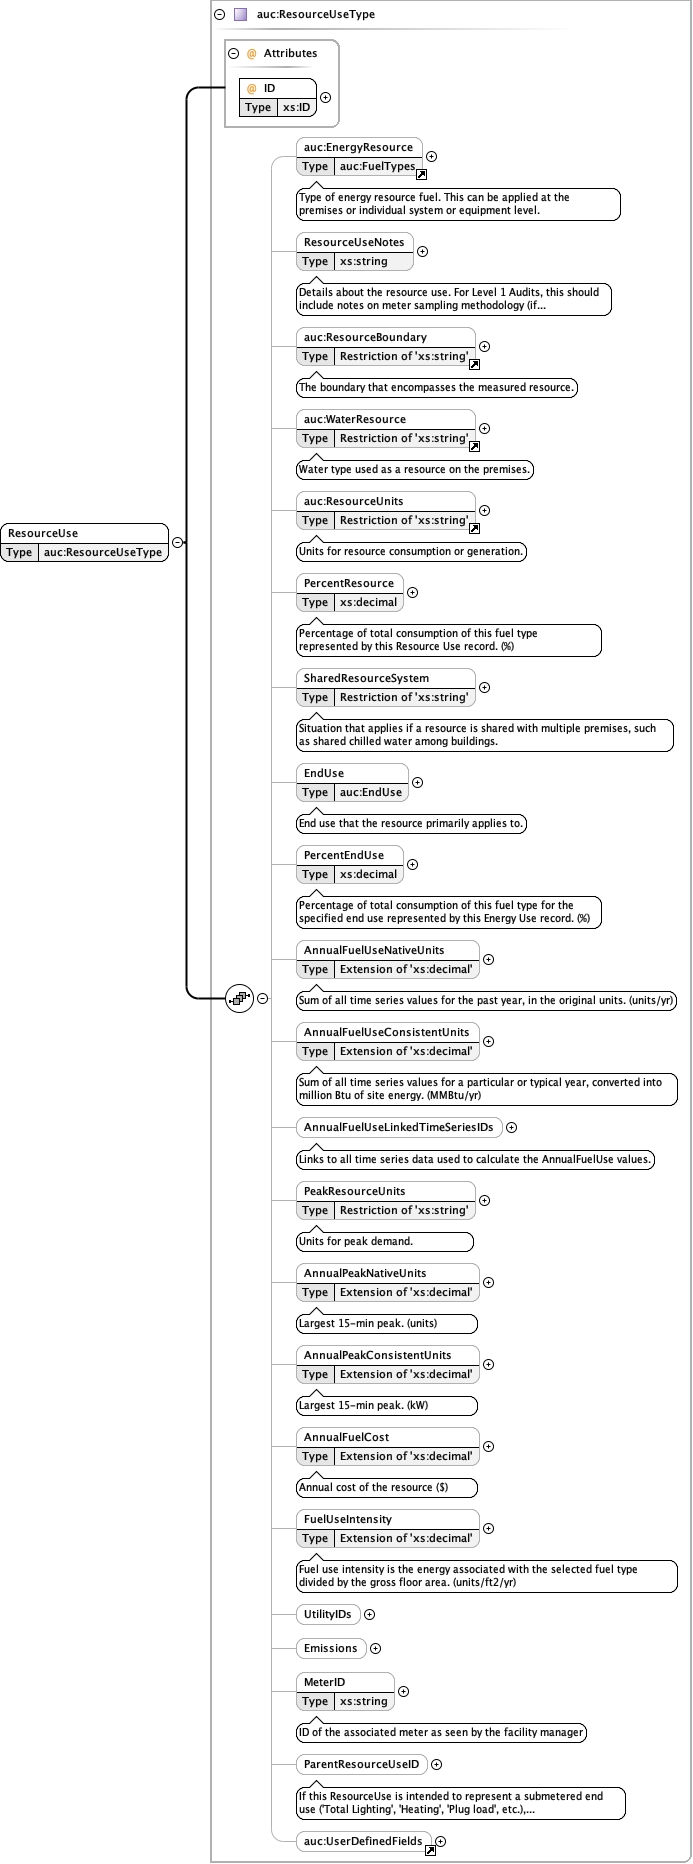 auc:ResourceUseType
@ Attributes
@ ID
Type xs:ID
auc:EnergyResource
Type auc:FuelTypes
Type of energy resource fuel. This can be applied at the
premises or individual system or equipment level.
ResourceUseNotes
Type xs:string
Details about the resource use. For Level 1 Audits, this should
include notes on meter sampling methodology (if...
auc:ResourceBoundary
Type Restriction of 'xs:string'
The boundary that encompasses the measured resource.
auc:WaterResource
Type Restriction of 'xs:string'
Water type used as a resource on the premises.
auc:ResourceUnits
Type Restriction of 'xs:string'
Units for resource consumption or generation.
ResourceUse
Type auc:ResourceUseType
PercentResource
Type xs:decimal
Percentage of total consumption of this fuel type
represented by this Resource Use record. (%)
SharedResourceSystem
Type Restriction of 'xs:string'
Situation that applies if a resource is shared with multiple premises, such
as shared chilled water among buildings.
EndUse
Type auc:EndUse
End use that the resource primarily applies to.
PercentEndUse
Type xs:decimal
Percentage of total consumption of this fuel type for the
specified end use represented by this Energy Use record. (%)
AnnualFuelUseNativeUnits
Type Extension of 'xs:decimal'
Sum of all time series values for the past year, in the original units. (units/yr)
AnnualFuelUseConsistentUnits
Type Extension of 'xs:decimal'
Sum of all time series values for a particular or typical year, converted into
million Btu of site energy. (MMBtu/yr)
AnnualFuelUseLinkedTimeSeriesIDs
Links to all time series data used to calculate the AnnualFuelUse values.
PeakResourceUnits
Type Restriction of 'xs:string'
Units for peak demand.
AnnualPeakNativeUnits
Type Extension of 'xs:decimal'
Largest 15-min peak. (units)
AnnualPeakConsistentUnits
Type Extension of 'xs:decimal'
Largest 15-min peak. (kW)
AnnualFuelCost
Type Extension of 'xs:decimal'
Annual cost of the resource ($)
FuelUseIntensity
Type Extension of 'xs:decimal'
Fuel use intensity is the energy associated with the selected fuel type
divided by the gross floor area. (units/ft2/yr)
UtilityIDs
Emissions
MeterID
Type xs:string
ID of the associated meter as seen by the facility manager
ParentResourceUseID
If this ResourceUse is intended to represent a submetered end
use ('Total Lighting', 'Heating', 'Plug load', etc.),...
auc:UserDefinedFields